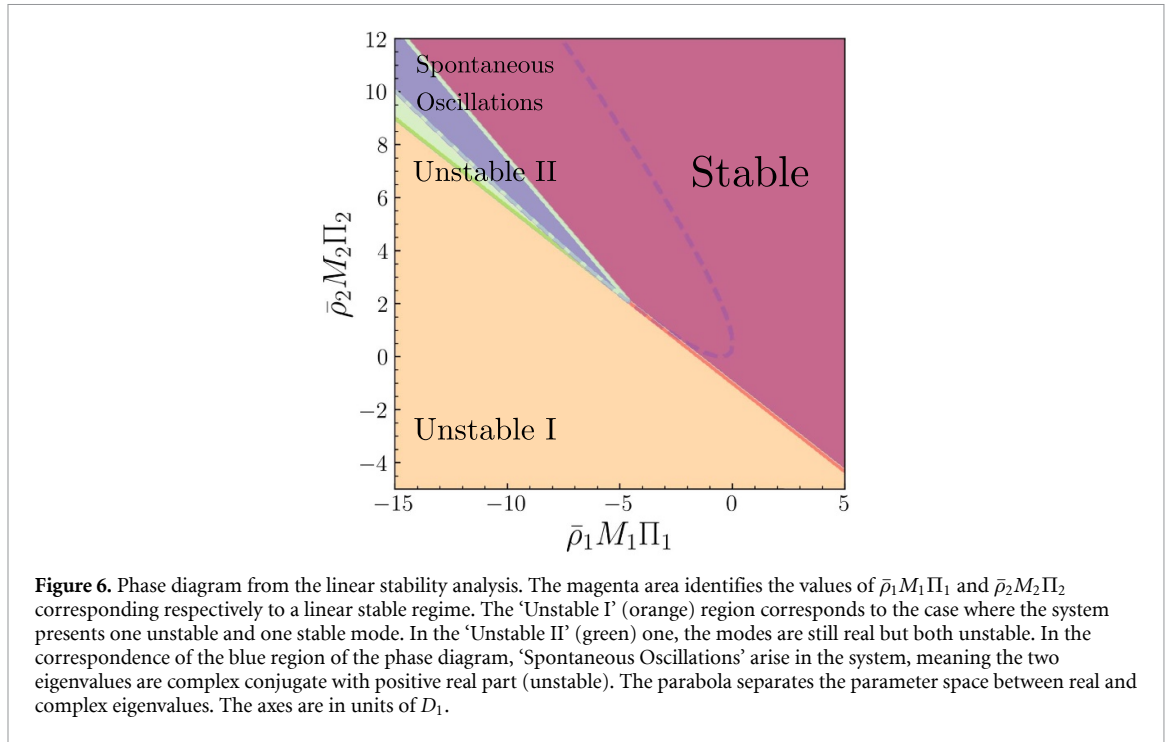 12
10
8
6
4
2
0
−2
−4
ρ̄₂M₂Π₂
Spontaneous
Oscillations
Unstable II
Stable
Unstable I
−15 −10 −5 0 5
ρ̄₁M₁Π₁
Figure 6. Phase diagram from the linear stability analysis. The magenta area identifies the values of ρ̄₁M₁Π₁ and ρ̄₂M₂Π₂
corresponding respectively to a linear stable regime. The ‘Unstable I’ (orange) region corresponds to the case where the system
presents one unstable and one stable mode. In the ‘Unstable II’ (green) one, the modes are still real but both unstable. In the
correspondence of the blue region of the phase diagram, ‘Spontaneous Oscillations’ arise in the system, meaning the two
eigenvalues are complex conjugate with positive real part (unstable). The parabola separates the parameter space between real and
complex eigenvalues. The axes are in units of D₁.